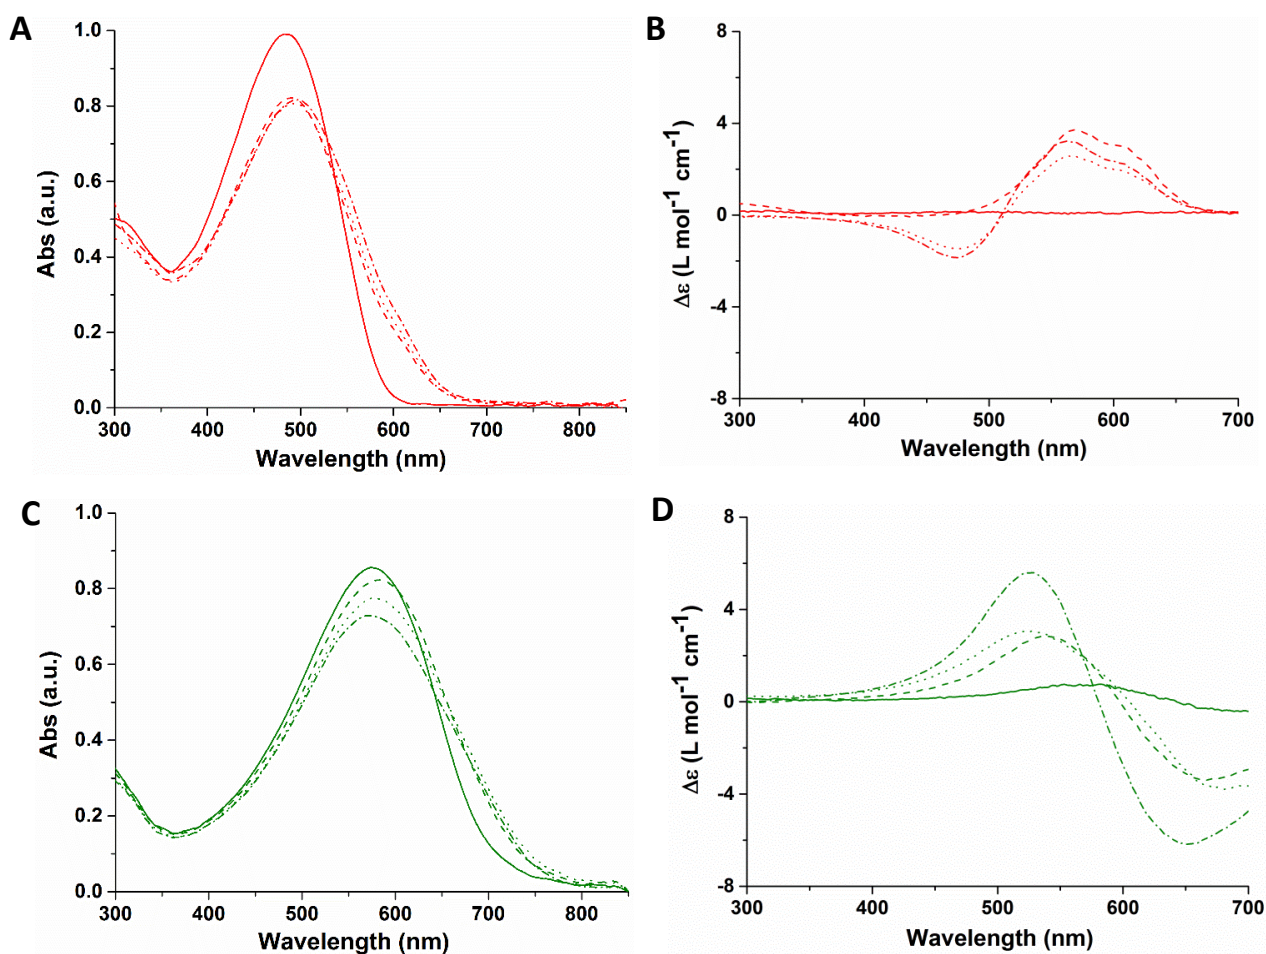 A
1.0
0.8
0.6
0.4
0.2
0.0
Abs (a.u.)
300 400 500 600 700 800
Wavelength (nm)
B
8
4
0
-4
-8
Δε (L mol⁻¹ cm⁻¹)
300 400 500 600 700
Wavelength (nm)
C
1.0
0.8
0.6
0.4
0.2
0.0
Abs (a.u.)
300 400 500 600 700 800
Wavelength (nm)
D
8
4
0
-4
-8
Δε (L mol⁻¹ cm⁻¹)
300 400 500 600 700
Wavelength (nm)